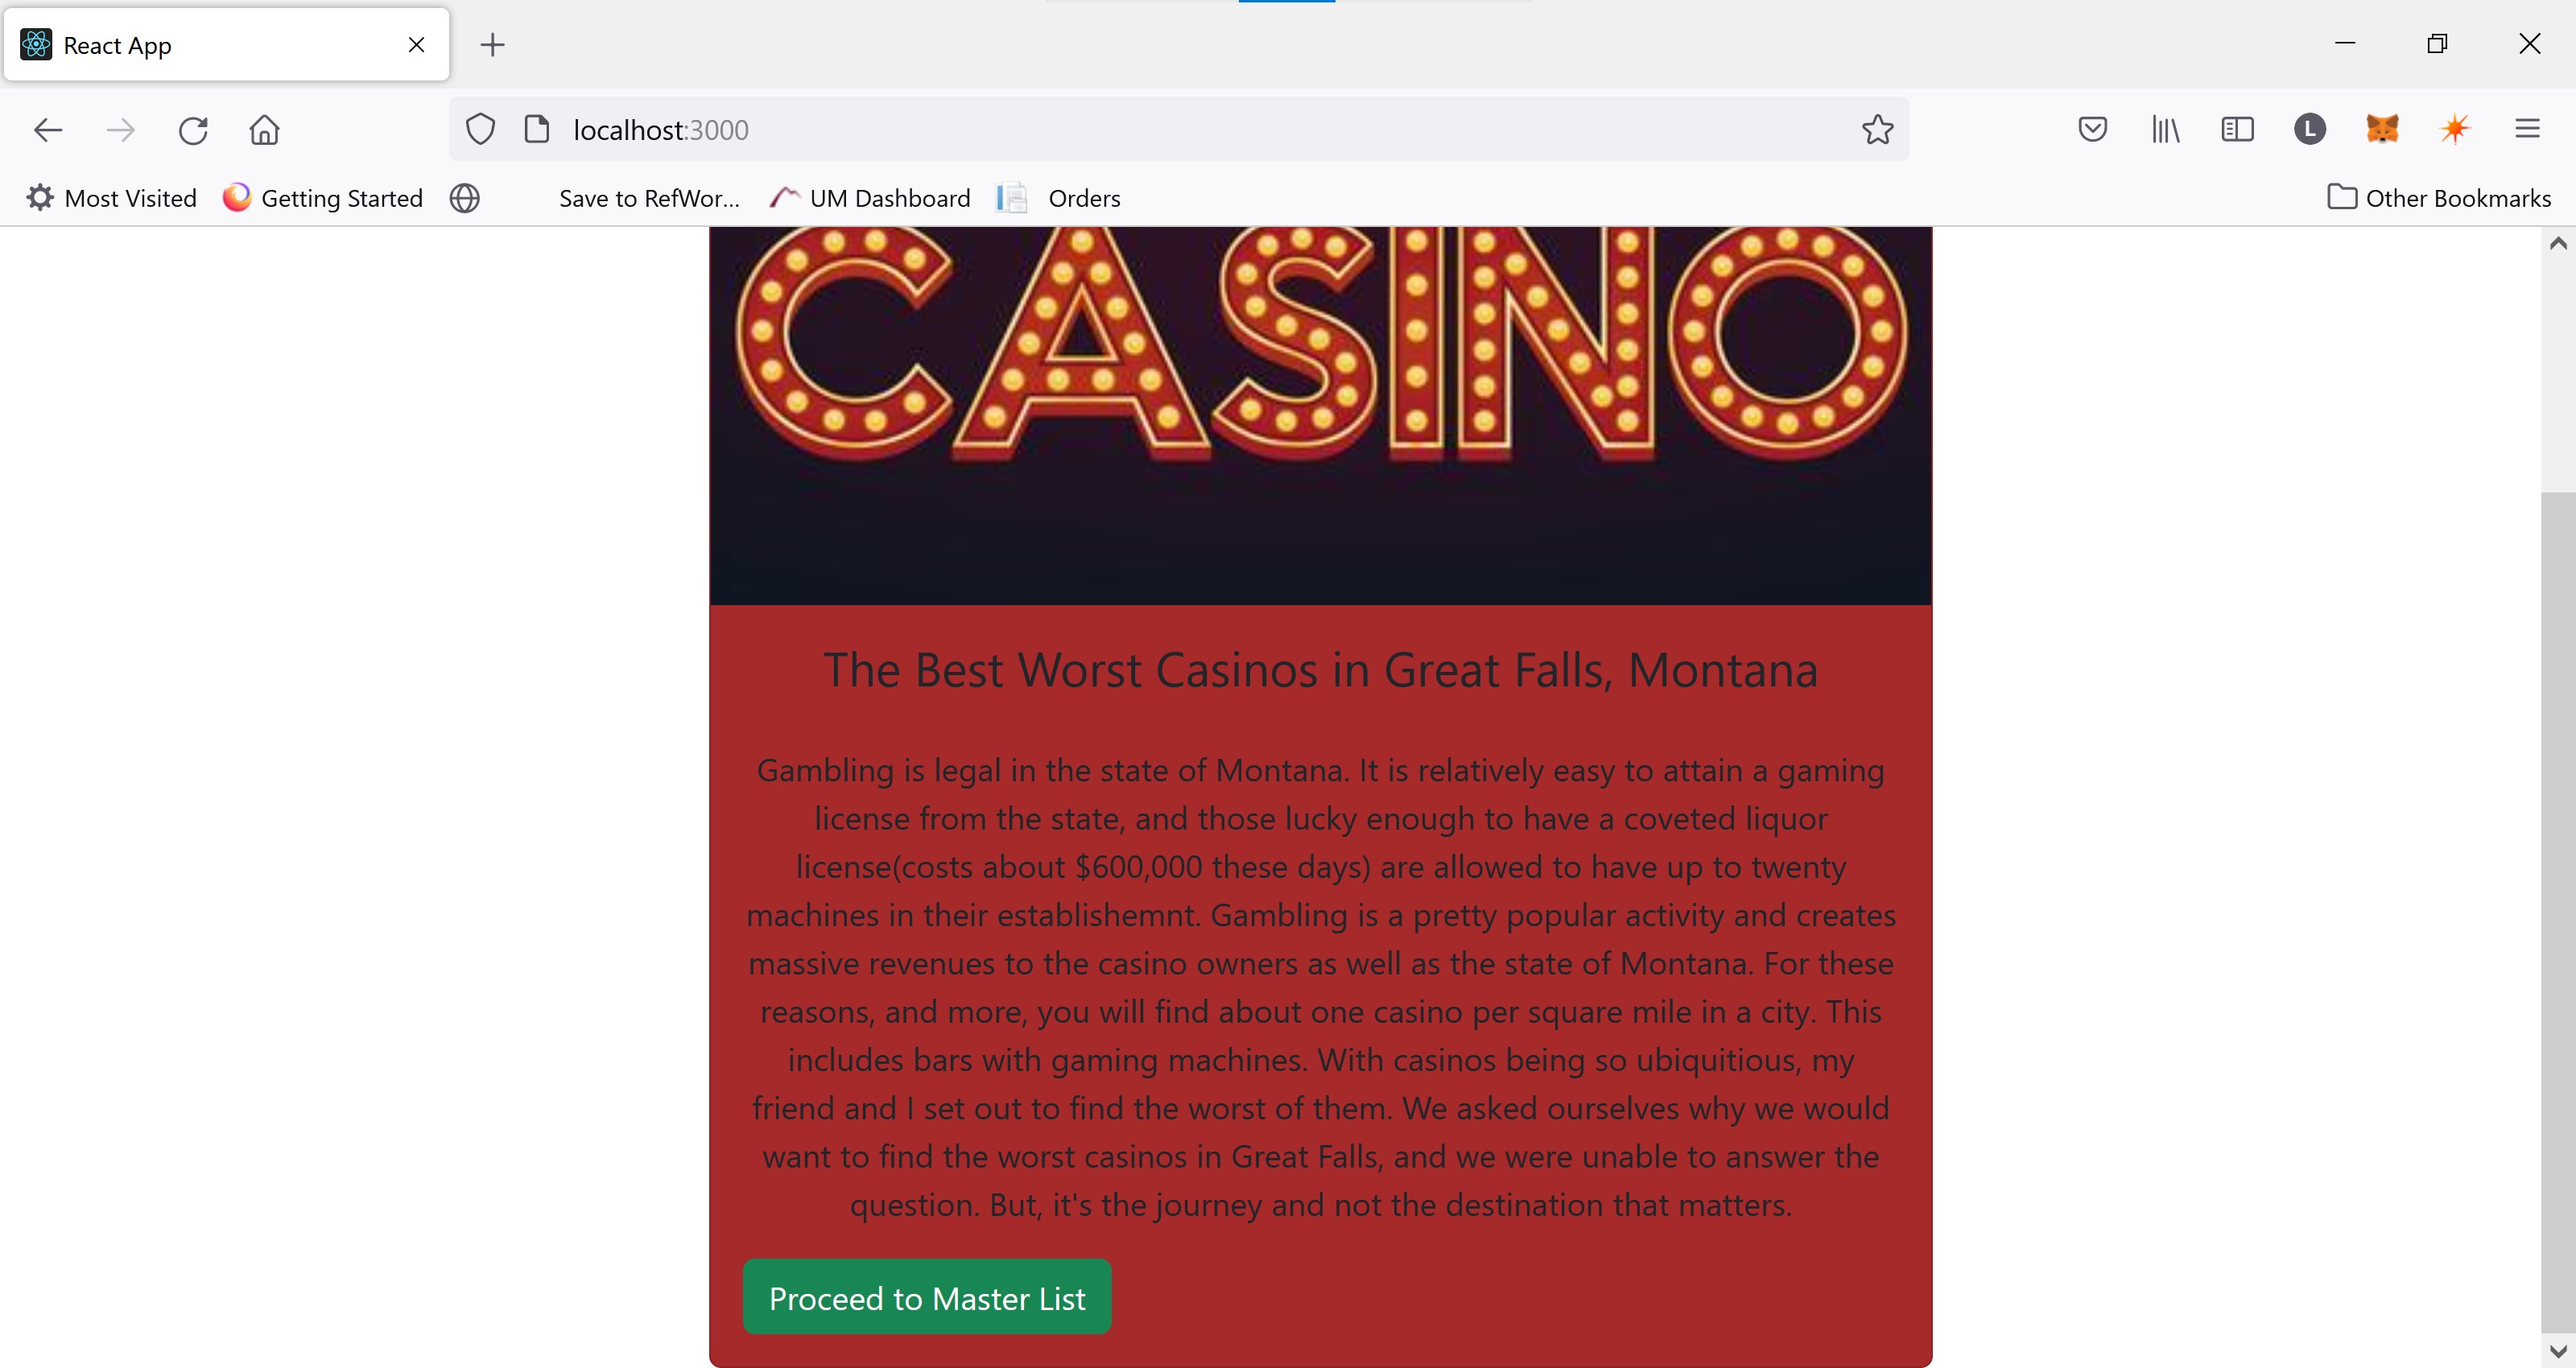 React App
localhost:3000
L
Most Visited
Getting Started
Save to RefWor...
UM Dashboard
Orders
Other Bookmarks
CASINO
The Best Worst Casinos in Great Falls, Montana
Gambling is legal in the state of Montana. It is relatively easy to attain a gaming
license from the state, and those lucky enough to have a coveted liquor
license(costs about $600,000 these days) are allowed to have up to twenty
machines in their establishemnt. Gambling is a pretty popular activity and creates
massive revenues to the casino owners as well as the state of Montana. For these
reasons, and more, you will find about one casino per square mile in a city. This
includes bars with gaming machines. With casinos being so ubiquitious, my
friend and I set out to find the worst of them. We asked ourselves why we would
want to find the worst casinos in Great Falls, and we were unable to answer the
question. But, it's the journey and not the destination that matters.
Proceed to Master List